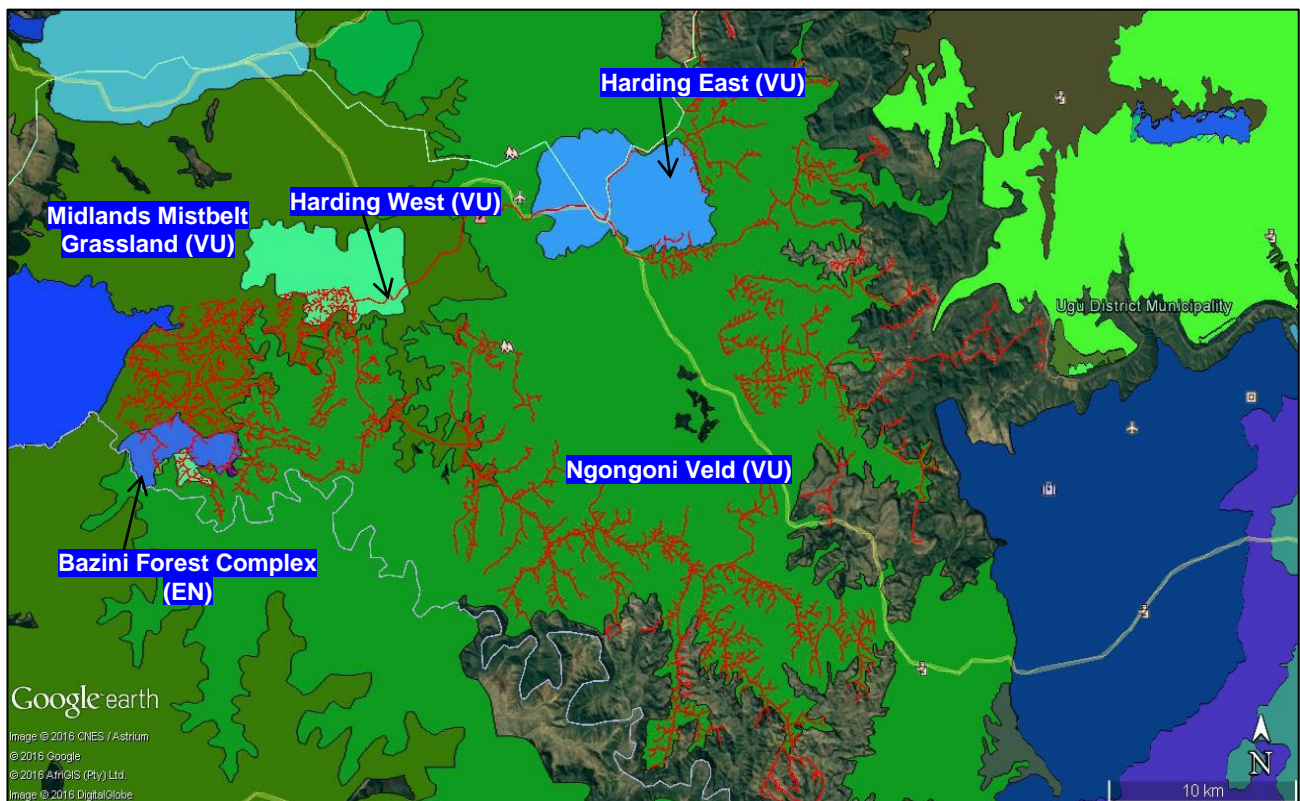 Harding East (VU)
Harding West (VU)
Midlands Mistbelt
Grassland (VU)
Ugu District Municipality
Ngongoni Veld (VU)
Bazini Forest Complex
(EN)
Google earth
Image © 2016 CNES / Astrium
© 2016 Google
© 2016 AfriGIS (Pty) Ltd.
Image © 2016 DigitalGlobe
N
10 km